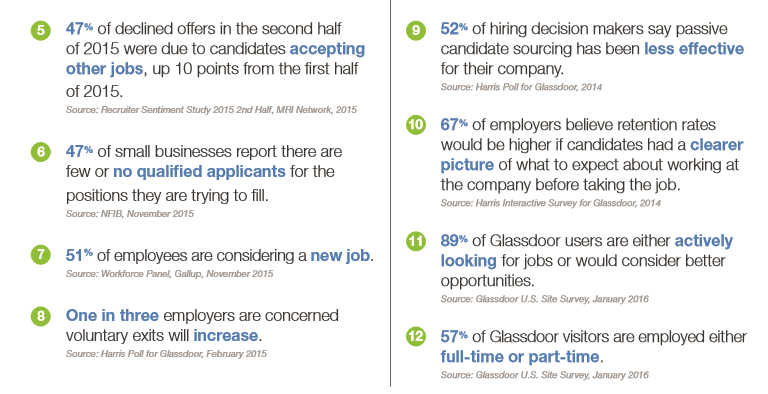 5
47% of declined offers in the second half
of 2015 were due to candidates accepting
other jobs, up 10 points from the first half
of 2015.
Source: Recruiter Sentiment Study 2015 2nd Half, MRI Network, 2015
6
47% of small businesses report there are
few or no qualified applicants for the
positions they are trying to fill.
Source: NFIB, November 2015
7
51% of employees are considering a new job.
Source: Workforce Panel, Gallup, November 2015
8
One in three employers are concerned
voluntary exits will increase.
Source: Harris Poll for Glassdoor, February 2015
9
52% of hiring decision makers say passive
candidate sourcing has been less effective
for their company.
Source: Harris Poll for Glassdoor, 2014
10
67% of employers believe retention rates
would be higher if candidates had a clearer
picture of what to expect about working at
the company before taking the job.
Source: Harris Interactive Survey for Glassdoor, 2014
11
89% of Glassdoor users are either actively
looking for jobs or would consider better
opportunities.
Source: Glassdoor U.S. Site Survey, January 2016
12
57% of Glassdoor visitors are employed either
full-time or part-time.
Source: Glassdoor U.S. Site Survey, January 2016